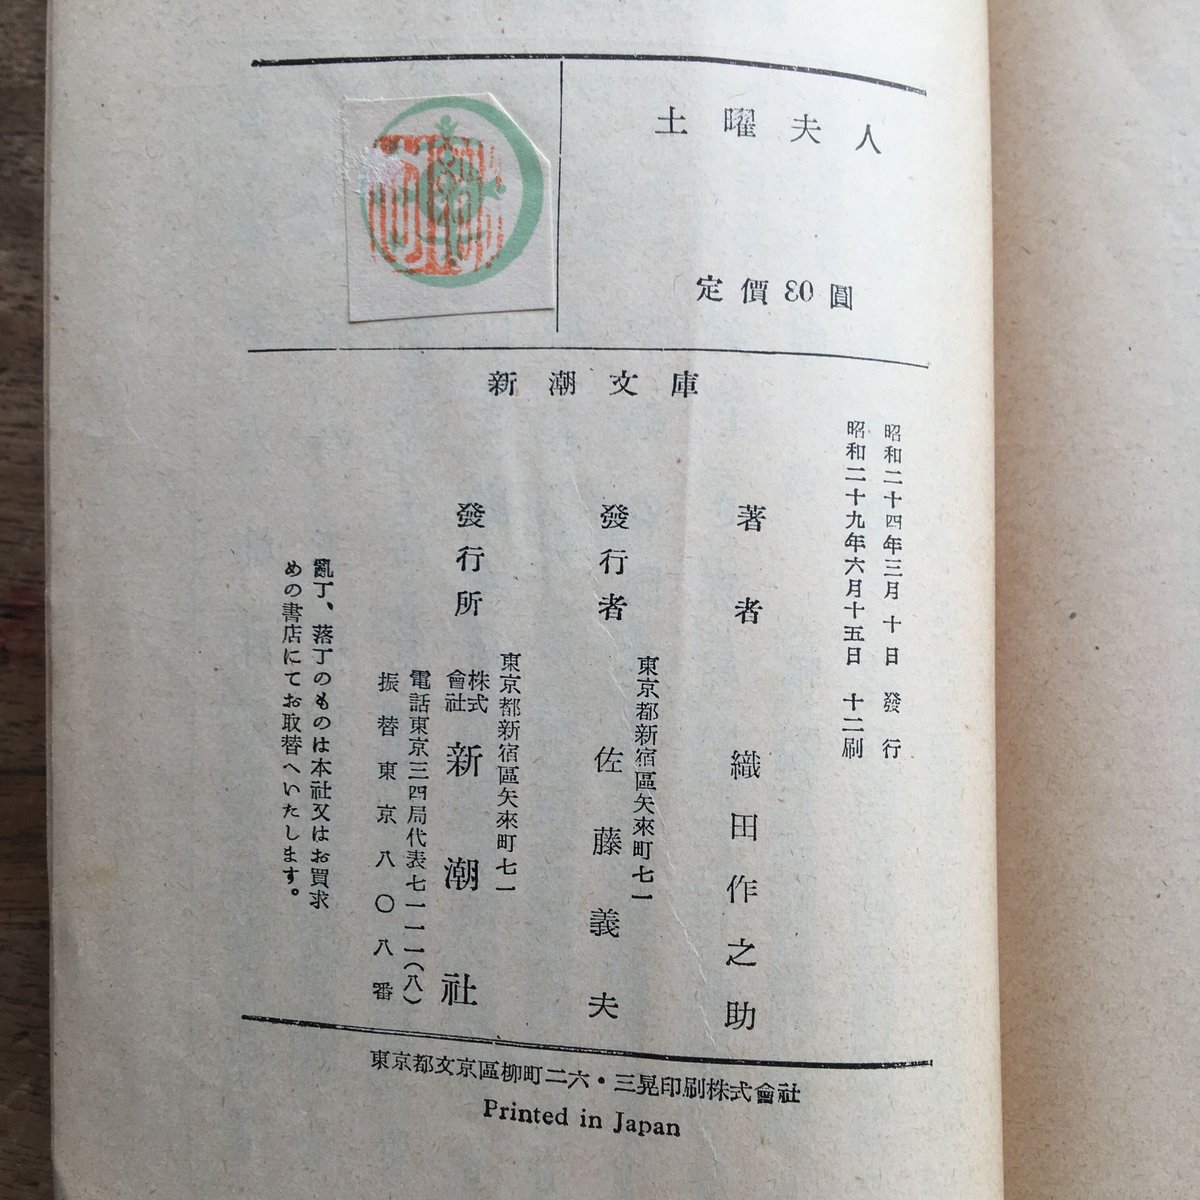 土曜夫人
定價80圓
新潮文庫
昭和二十四年三月十日 發行
昭和二十九年六月十五日 十二刷
著者 織田作之助
東京都新宿區矢來町七一
發行者 佐藤義夫
東京都新宿區矢來町七一
發行所 株式會社 新潮社
電話東京三四局代表七一一一(八)
振替東京八〇八番
亂丁、落丁のものは本社又はお買求
めの書店にてお取替へいたします。
東京都文京區柳町二六・三晃印刷株式會社
Printed in Japan